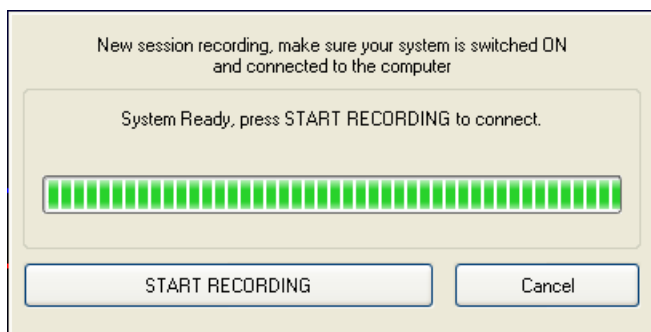 New session recording, make sure your system is switched ON
and connected to the computer
System Ready, press START RECORDING to connect.
START RECORDING
Cancel